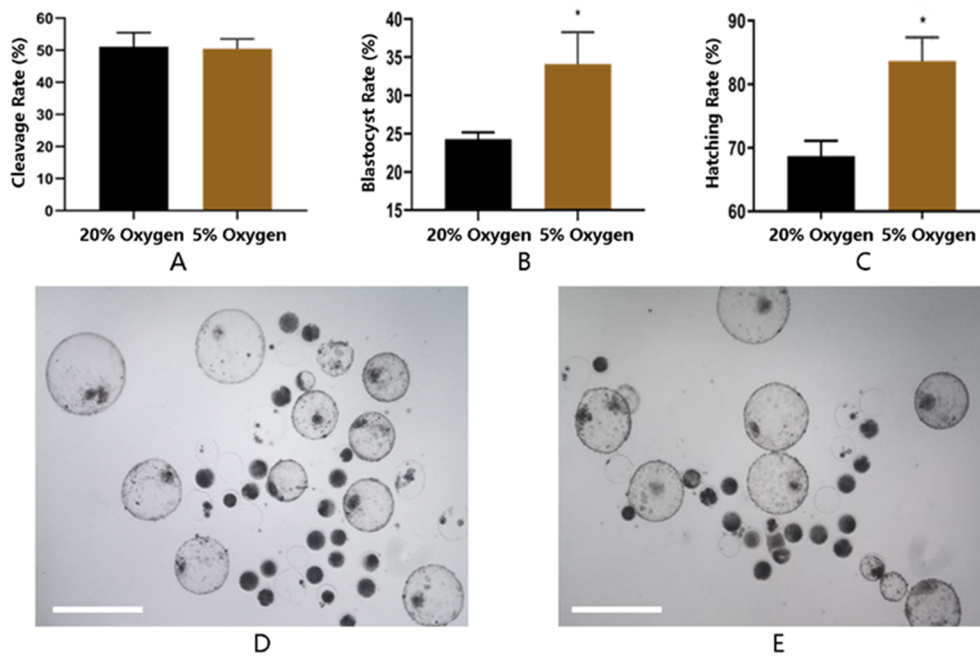 Cleavage Rate (%)
60
50
40
30
20
10
0
20% Oxygen 5% Oxygen
A
Blastocyst Rate (%)
40
35
30
25
20
15
*
20% Oxygen 5% Oxygen
B
Hatching Rate (%)
90
80
70
60
*
20% Oxygen 5% Oxygen
C
D
E